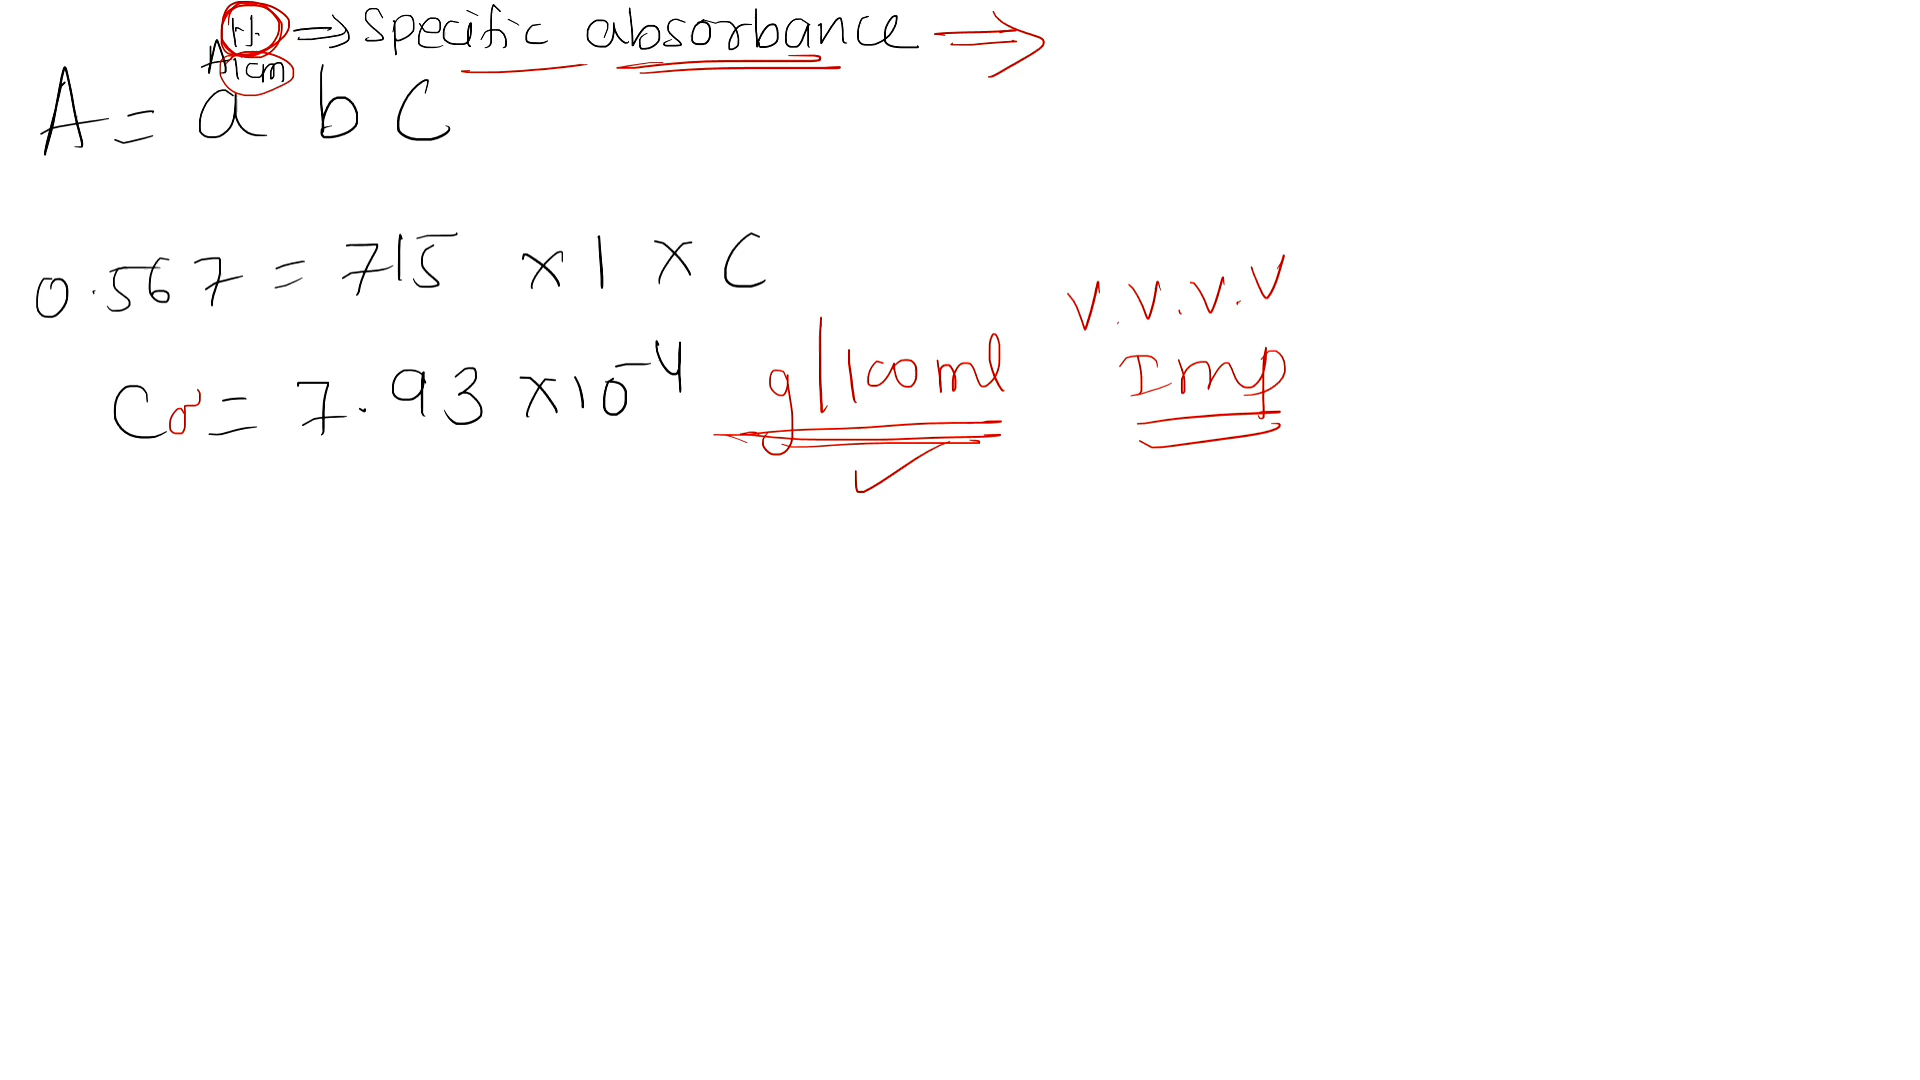 1% ⇒ Specific absorbance ⇒
A1cm
A = a b c
0.567 = 715 × 1 × C
V.V.V.V
C = 7.93 × 10⁻⁴ g/100ml Imp